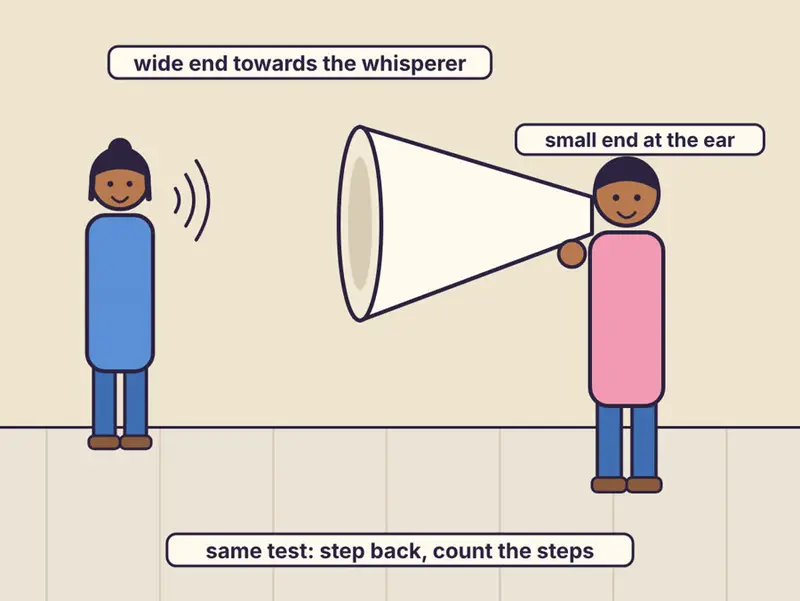 wide end towards the whisperer
small end at the ear
same test: step back, count the steps